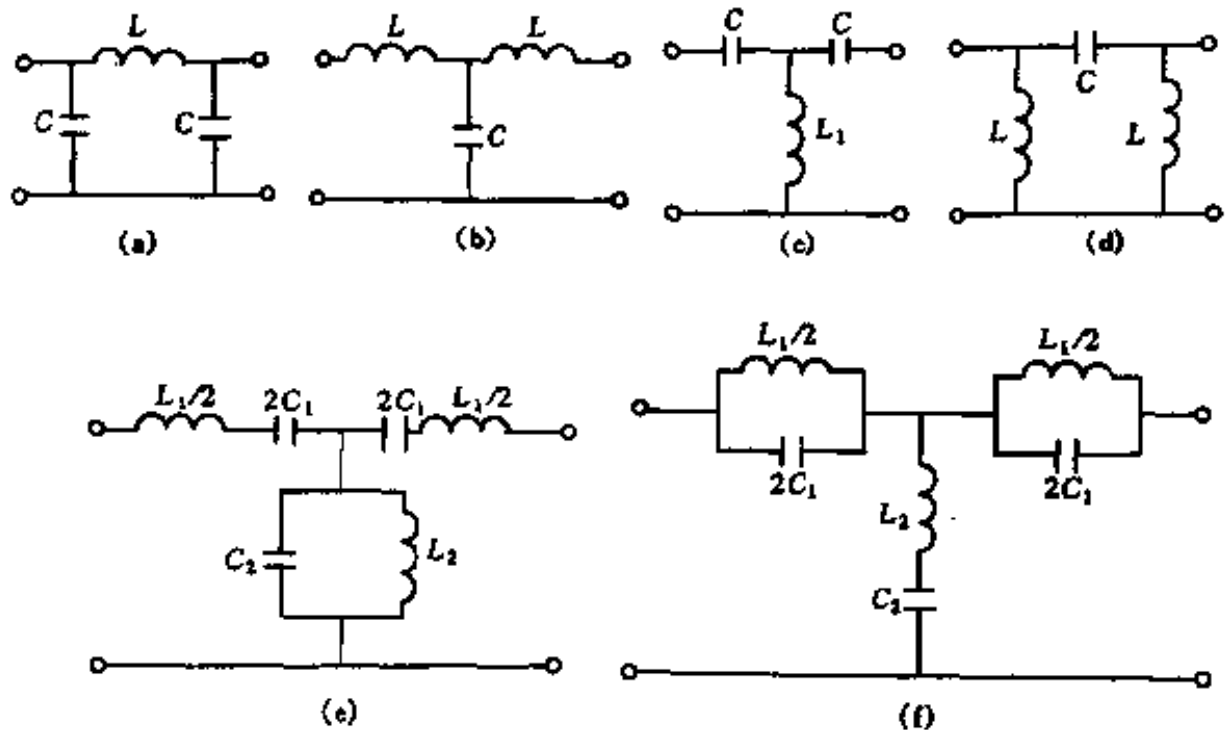 L
C
C
(a)
L
L
C
(b)
C
C
L₁
(c)
C
L
L
(d)
L₁/2
2C₁
2C₁
L₁/2
C₂
L₂
(e)
L₁/2
L₁/2
2C₁
2C₁
L₂
C₂
(f)